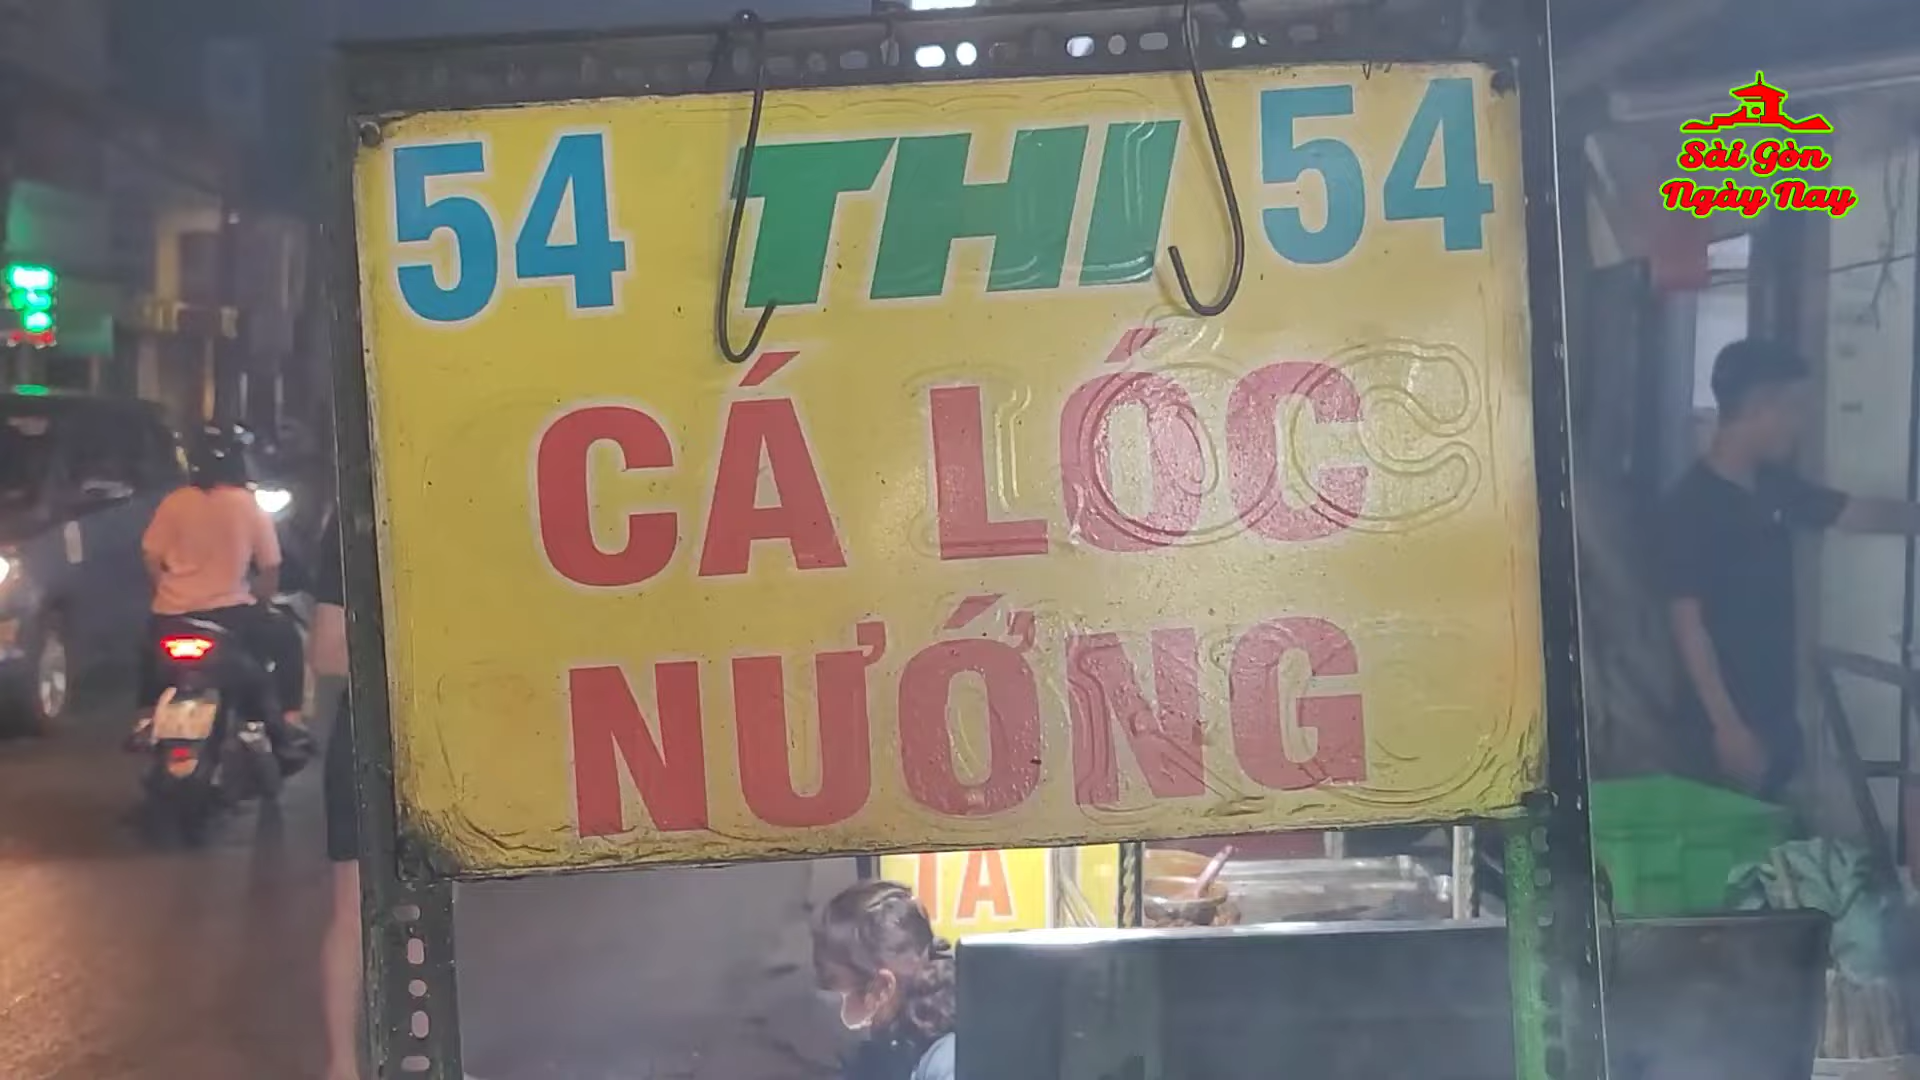 54 THI 54
CÁ LÓC
NƯỚNG
Sài Gòn
Ngày Nay